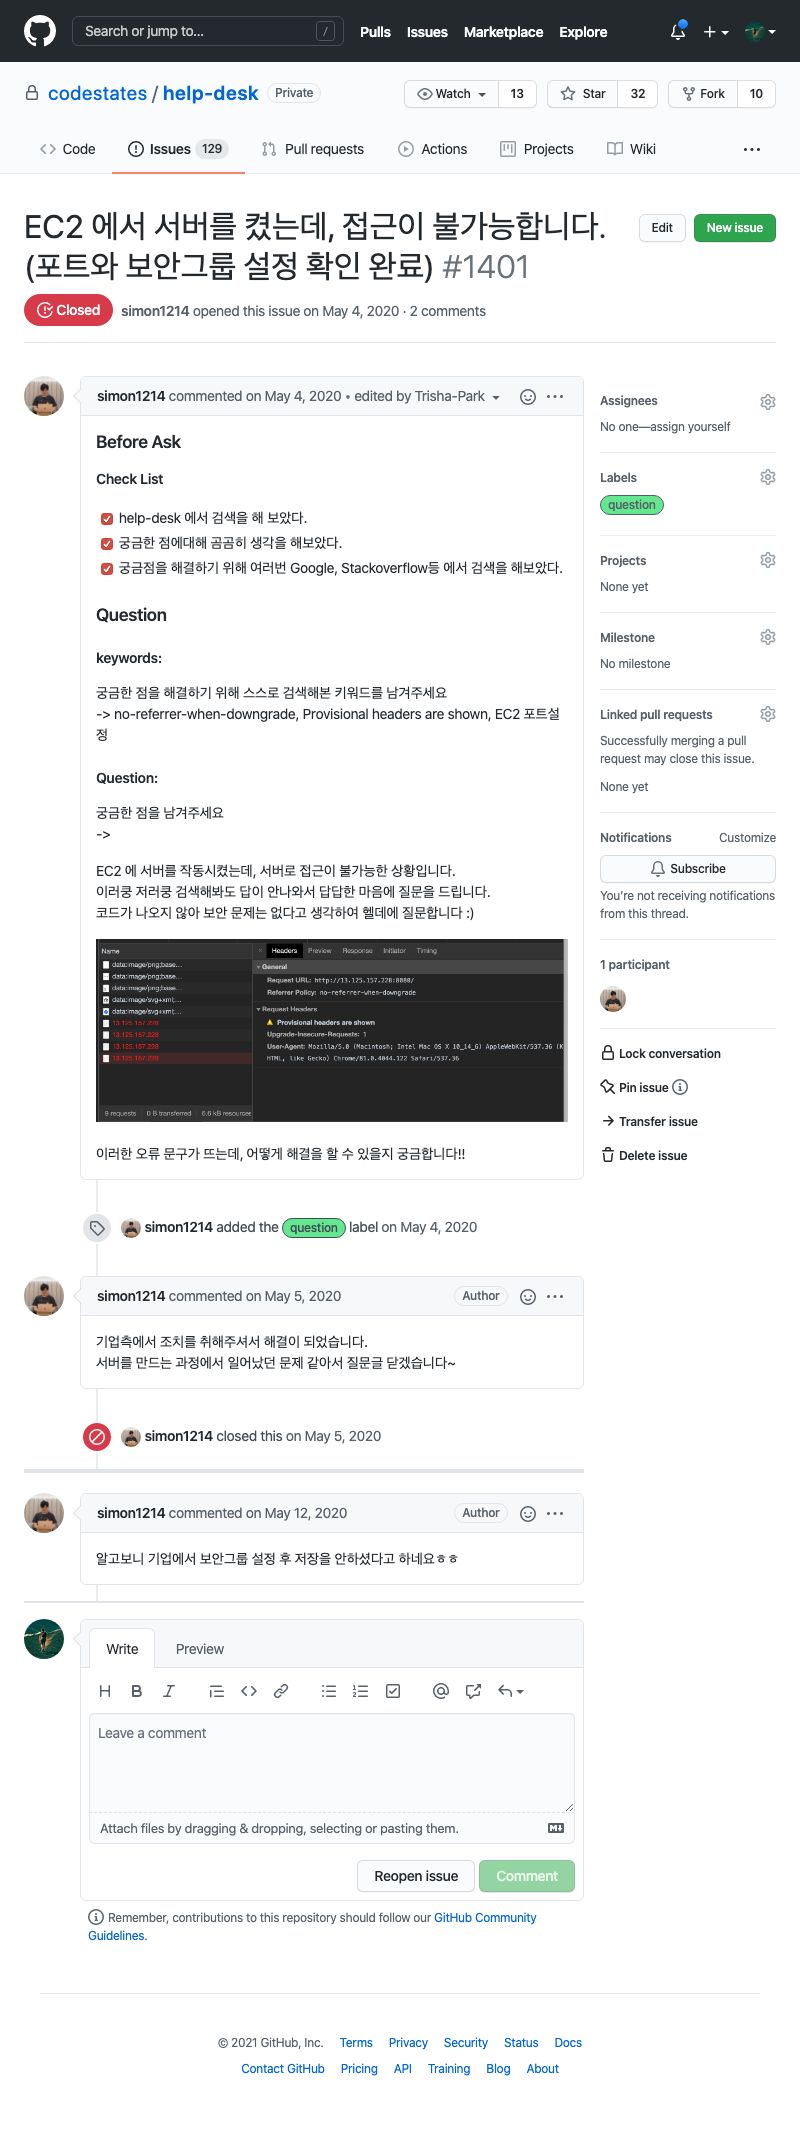 Search or jump to...
/
Pulls
Issues
Marketplace
Explore
codestates / help-desk
Private
Watch
13
Star
32
Fork
10
Code
Issues 129
Pull requests
Actions
Projects
Wiki
EC2 에서 서버를 켰는데, 접근이 불가능합니다.
(포트와 보안그룹 설정 확인 완료) #1401
Edit
New issue
Closed
simon1214 opened this issue on May 4, 2020 · 2 comments
simon1214 commented on May 4, 2020 • edited by Trisha-Park
Before Ask
Check List
help-desk 에서 검색을 해 보았다.
궁금한 점에대해 곰곰히 생각을 해보았다.
궁금점을 해결하기 위해 여러번 Google, Stackoverflow등 에서 검색을 해보았다.
Question
keywords:
궁금한 점을 해결하기 위해 스스로 검색해본 키워드를 남겨주세요
-> no-referrer-when-downgrade, Provisional headers are shown, EC2 포트설
정
Question:
궁금한 점을 남겨주세요
->
EC2 에 서버를 작동시켰는데, 서버로 접근이 불가능한 상황입니다.
이러쿵 저러쿵 검색해봐도 답이 안나와서 답답한 마음에 질문을 드립니다.
코드가 나오지 않아 보안 문제는 없다고 생각하여 헬데에 질문합니다 :)
Name
data:image/png;base...
data:image/png;base...
data:image/png;base...
data:image/svg+xml;...
data:image/svg+xml;...
13.125.157.228
13.125.157.228
13.125.157.228
13.125.157.228
9 requests
0 B transferred
6.6 kB resources
× Headers Preview Response Initiator Timing
General
Request URL: http://13.125.157.228:8080/
Referrer Policy: no-referrer-when-downgrade
Request Headers
Provisional headers are shown
Upgrade-Insecure-Requests: 1
User-Agent: Mozilla/5.0 (Macintosh; Intel Mac OS X 10_14_6) AppleWebKit/537.36 (K
HTML, like Gecko) Chrome/81.0.4044.122 Safari/537.36
이러한 오류 문구가 뜨는데, 어떻게 해결을 할 수 있을지 궁금합니다!!
simon1214 added the question label on May 4, 2020
simon1214 commented on May 5, 2020
Author
기업측에서 조치를 취해주셔서 해결이 되었습니다.
서버를 만드는 과정에서 일어났던 문제 같아서 질문글 닫겠습니다~
simon1214 closed this on May 5, 2020
simon1214 commented on May 12, 2020
Author
알고보니 기업에서 보안그룹 설정 후 저장을 안하셨다고 하네요ㅎㅎ
Write
Preview
Leave a comment
Attach files by dragging & dropping, selecting or pasting them.
Reopen issue
Comment
Remember, contributions to this repository should follow our GitHub Community
Guidelines.
Assignees
No one—assign yourself
Labels
question
Projects
None yet
Milestone
No milestone
Linked pull requests
Successfully merging a pull
request may close this issue.
None yet
Notifications
Customize
Subscribe
You're not receiving notifications
from this thread.
1 participant
Lock conversation
Pin issue
Transfer issue
Delete issue
© 2021 GitHub, Inc.
Terms
Privacy
Security
Status
Docs
Contact GitHub
Pricing
API
Training
Blog
About